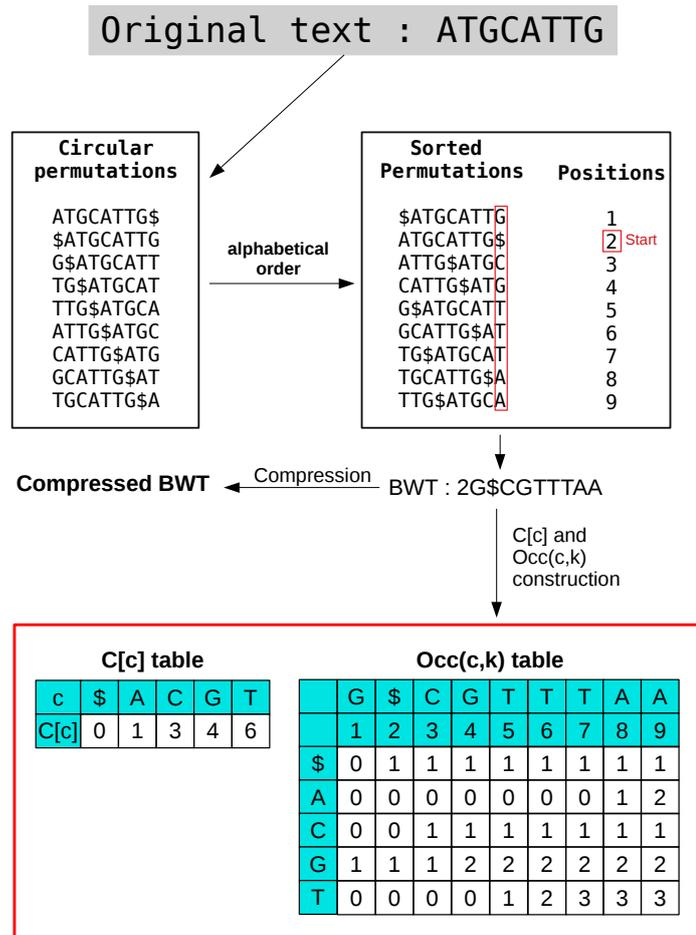 Original text : ATGCATTG
Circular
permutations
ATGCATTG$
$ATGCATTG
G$ATGCATT
TG$ATGCAT
TTG$ATGCA
ATTG$ATGC
CATTG$ATG
GCATTG$AT
TGCATTG$A
alphabetical
order
Sorted
Permutations
Positions
$ATGCATTG 1
ATGCATTG$ 2 Start
ATTG$ATGC 3
CATTG$ATG 4
G$ATGCATT 5
GCATTG$AT 6
TG$ATGCAT 7
TGCATTG$A 8
TTG$ATGCA 9
Compressed BWT
Compression
BWT : 2G$CGTTTAA
C[c] and
Occ(c,k)
construction
C[c] table
c $ A C G T
C[c] 0 1 3 4 6
Occ(c,k) table
G $ C G T T T A A
1 2 3 4 5 6 7 8 9
$ 0 1 1 1 1 1 1 1 1
A 0 0 0 0 0 0 0 1 2
C 0 0 1 1 1 1 1 1 1
G 1 1 1 2 2 2 2 2 2
T 0 0 0 0 1 2 3 3 3